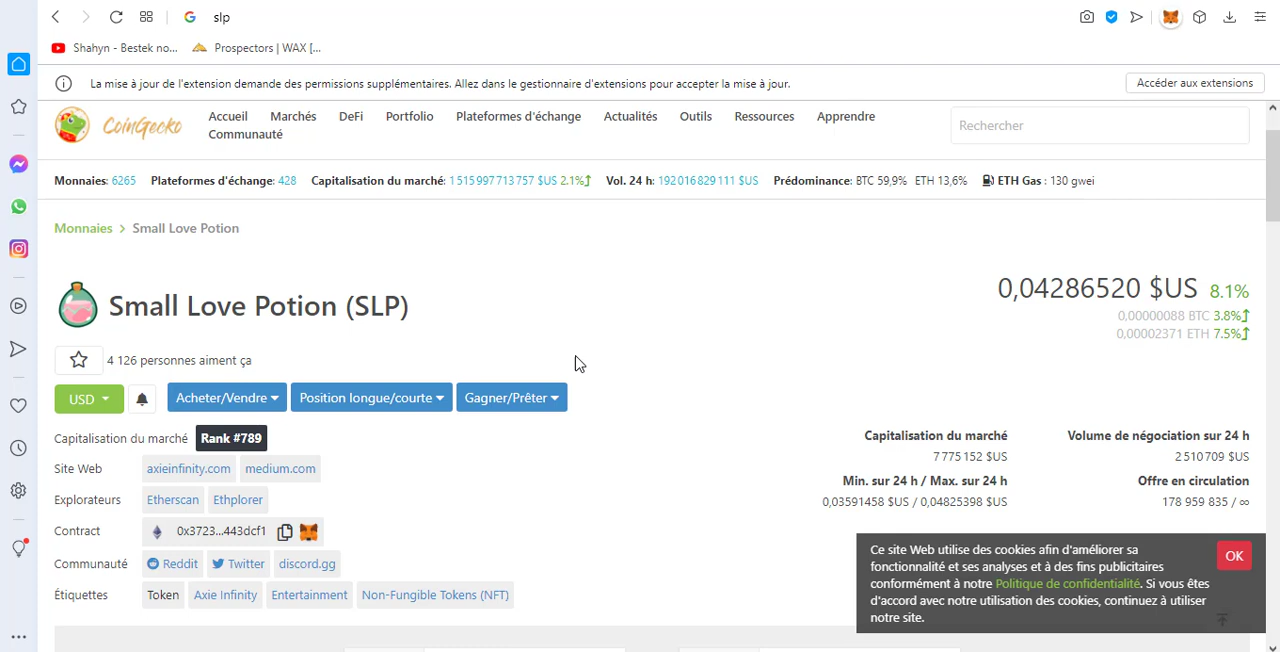 slp
Shahyn - Bestek no...
Prospectors | WAX [...
La mise à jour de l'extension demande des permissions supplémentaires. Allez dans le gestionnaire d'extensions pour accepter la mise à jour.
Accéder aux extensions
CoinGecko
Accueil Marchés DeFi Portfolio Plateformes d'échange Actualités Outils Ressources Apprendre
Communauté
Rechercher
Monnaies: 6265 Plateformes d'échange: 428 Capitalisation du marché: 1 515 997 713 757 $US 2.1% Vol. 24 h: 192 016 829 111 $US Prédominance: BTC 59,9% ETH 13,6% ETH Gas : 130 gwei
Monnaies > Small Love Potion
Small Love Potion (SLP)
0,04286520 $US 8.1%
0,00000088 BTC 3.8%
0,00002371 ETH 7.5%
4 126 personnes aiment ça
USD
Acheter/Vendre
Position longue/courte
Gagner/Prêter
Capitalisation du marché Rank #789
Site Web axieinfinity.com medium.com
Explorateurs Etherscan Ethplorer
Contract 0x3723...443dcf1
Communauté Reddit Twitter discord.gg
Étiquettes Token Axie Infinity Entertainment Non-Fungible Tokens (NFT)
Capitalisation du marché
7 775 152 $US
Volume de négociation sur 24 h
2 510 709 $US
Min. sur 24 h / Max. sur 24 h
0,03591458 $US / 0,04825398 $US
Offre en circulation
178 959 835 / ∞
Ce site Web utilise des cookies afin d'améliorer sa
fonctionnalité et ses analyses et à des fins publicitaires
conformément à notre Politique de confidentialité. Si vous êtes
d'accord avec notre utilisation des cookies, continuez à utiliser
notre site.
OK